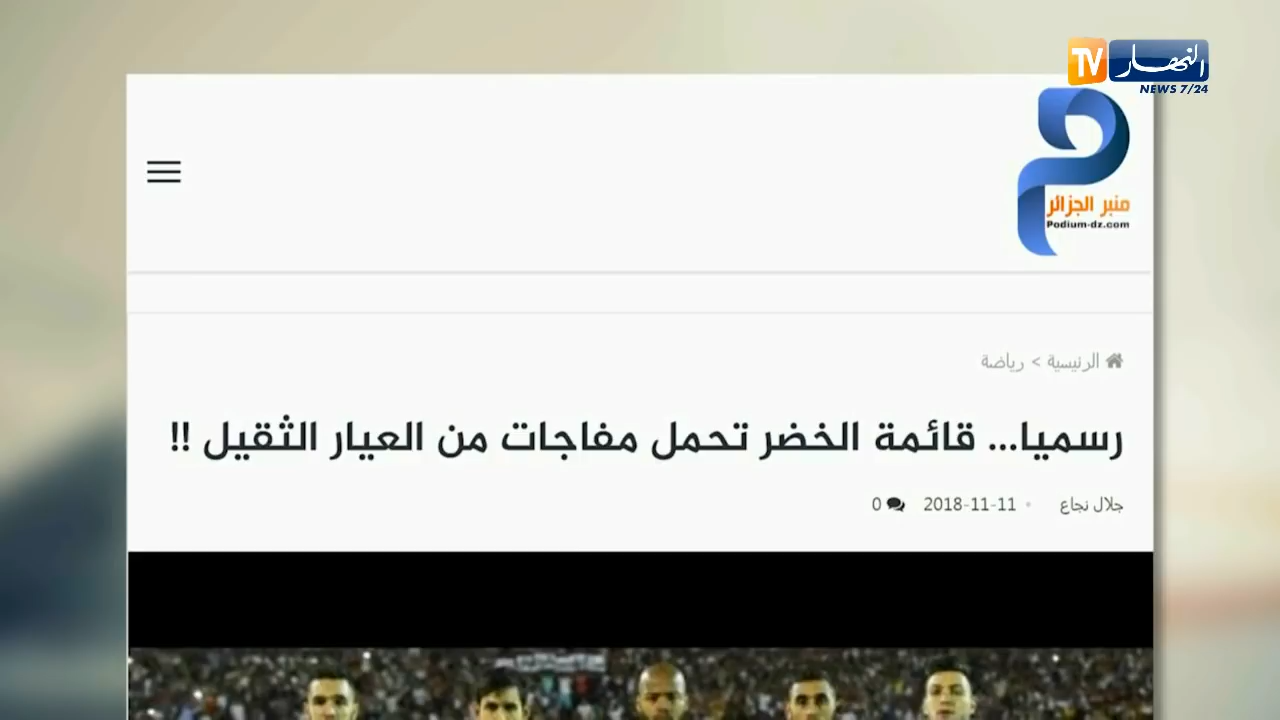 TV النهار
NEWS 7/24
منبر الجزائر
Podium-dz.com
الرئيسية > رياضة
رسميا... قائمة الخضر تحمل مفاجات من العيار الثقيل !!
جلال نجاع • 2018-11-11 0